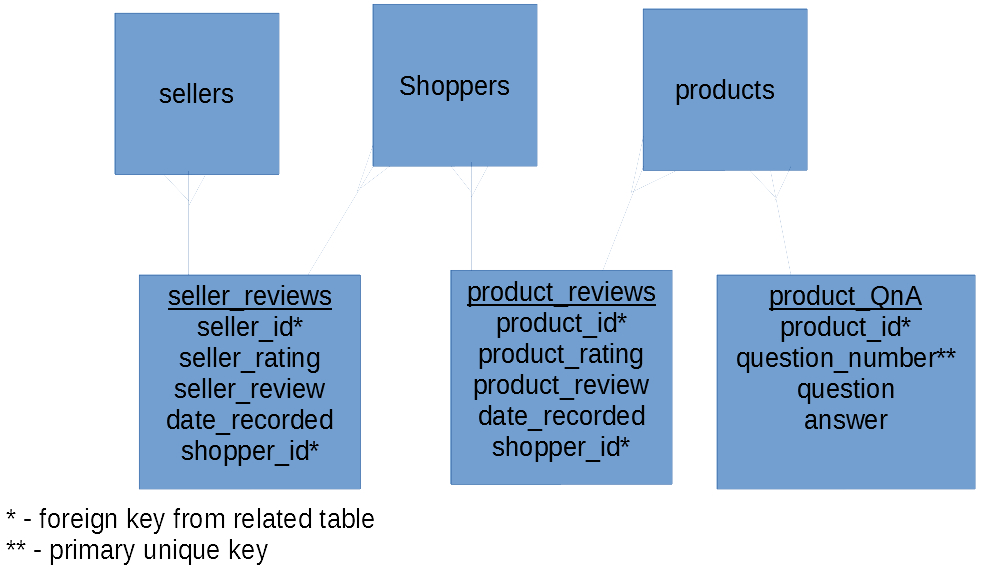 sellers
Shoppers
products
seller_reviews
seller_id*
seller_rating
seller_review
date_recorded
shopper_id*
product_reviews
product_id*
product_rating
product_review
date_recorded
shopper_id*
product_QnA
product_id*
question_number**
question
answer
* - foreign key from related table
** - primary unique key